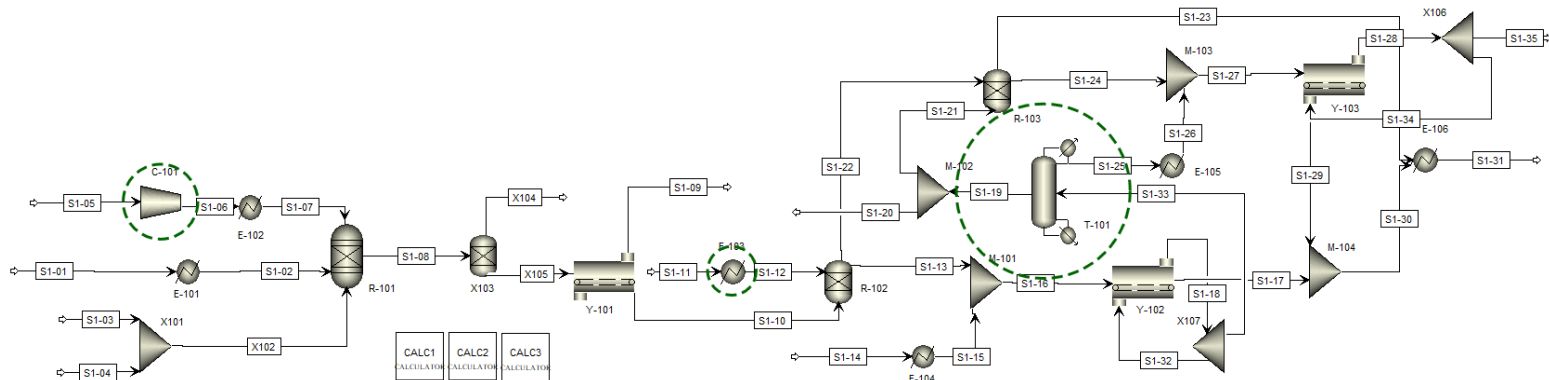 S1-23
X106
S1-28
S1-35
M-103
S1-24
S1-27
S1-21
R-103
Y-103
S1-34
E-106
S1-26
S1-22
M-102
S1-25
E-105
S1-31
C-101
S1-19
S1-33
S1-29
S1-05
S1-06
S1-07
X104
S1-09
S1-20
T-101
S1-30
E-102
M-104
S1-01
S1-02
S1-08
X105
S1-11
E-103
S1-12
S1-13
M-101
S1-16
S1-17
E-101
R-101
X103
Y-101
R-102
Y-102
S1-18
S1-03
X101
S1-10
X107
X102
S1-04
CALC1
CALCULATOR
CALC2
CALCULATOR
CALC3
CALCULATOR
S1-14
S1-15
S1-32
E-104